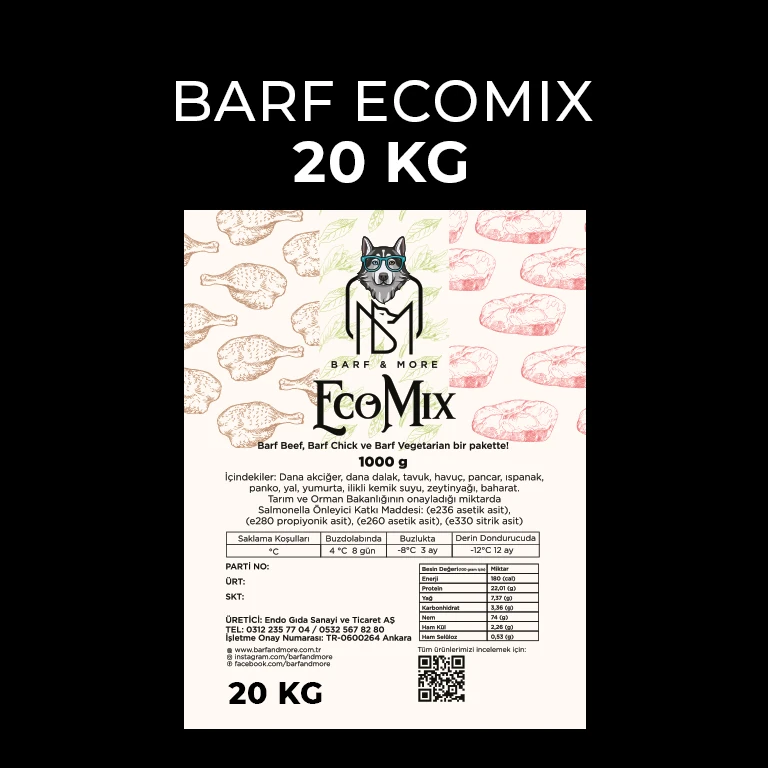 BARF ECOMIX
20 KG
BARF & MORE
EcoMix
Barf Beef, Barf Chick ve Barf Vegetarian bir pakette!
1000 g
İçindekiler: Dana akciğer, dana dalak, tavuk, havuç, pancar, ıspanak,
panko, yal, yumurta, ilikli kemik suyu, zeytinyağı, baharat.
Tarım ve Orman Bakanlığının onayladığı miktarda
Salmonella Önleyici Katkı Maddesi: (e236 asetik asit),
(e280 propiyonik asit), (e260 asetik asit), (e330 sitrik asit)
Saklama Koşulları Buzdolabında Buzlukta Derin Dondurucuda
°C 4 °C 8 gün -8°C 3 ay -12°C 12 ay
PARTİ NO:
ÜRT:
SKT:
ÜRETİCİ: Endo Gıda Sanayi ve Ticaret AŞ
TEL: 0312 235 77 04 / 0532 567 82 80
İşletme Onay Numarası: TR-0600264 Ankara
www.barfandmore.com.tr
instagram.com/barfandmore
facebook.com/barfandmore
20 KG
Besin Değeri(100 gram için) Miktar
Enerji 180 (cal)
Protein 22,01 (g)
Yağ 7,37 (g)
Karbonhidrat 3,36 (g)
Nem 74 (g)
Ham Kül 2,26 (g)
Ham Selüloz 0,53 (g)
Tüm ürünlerimizi incelemek için: